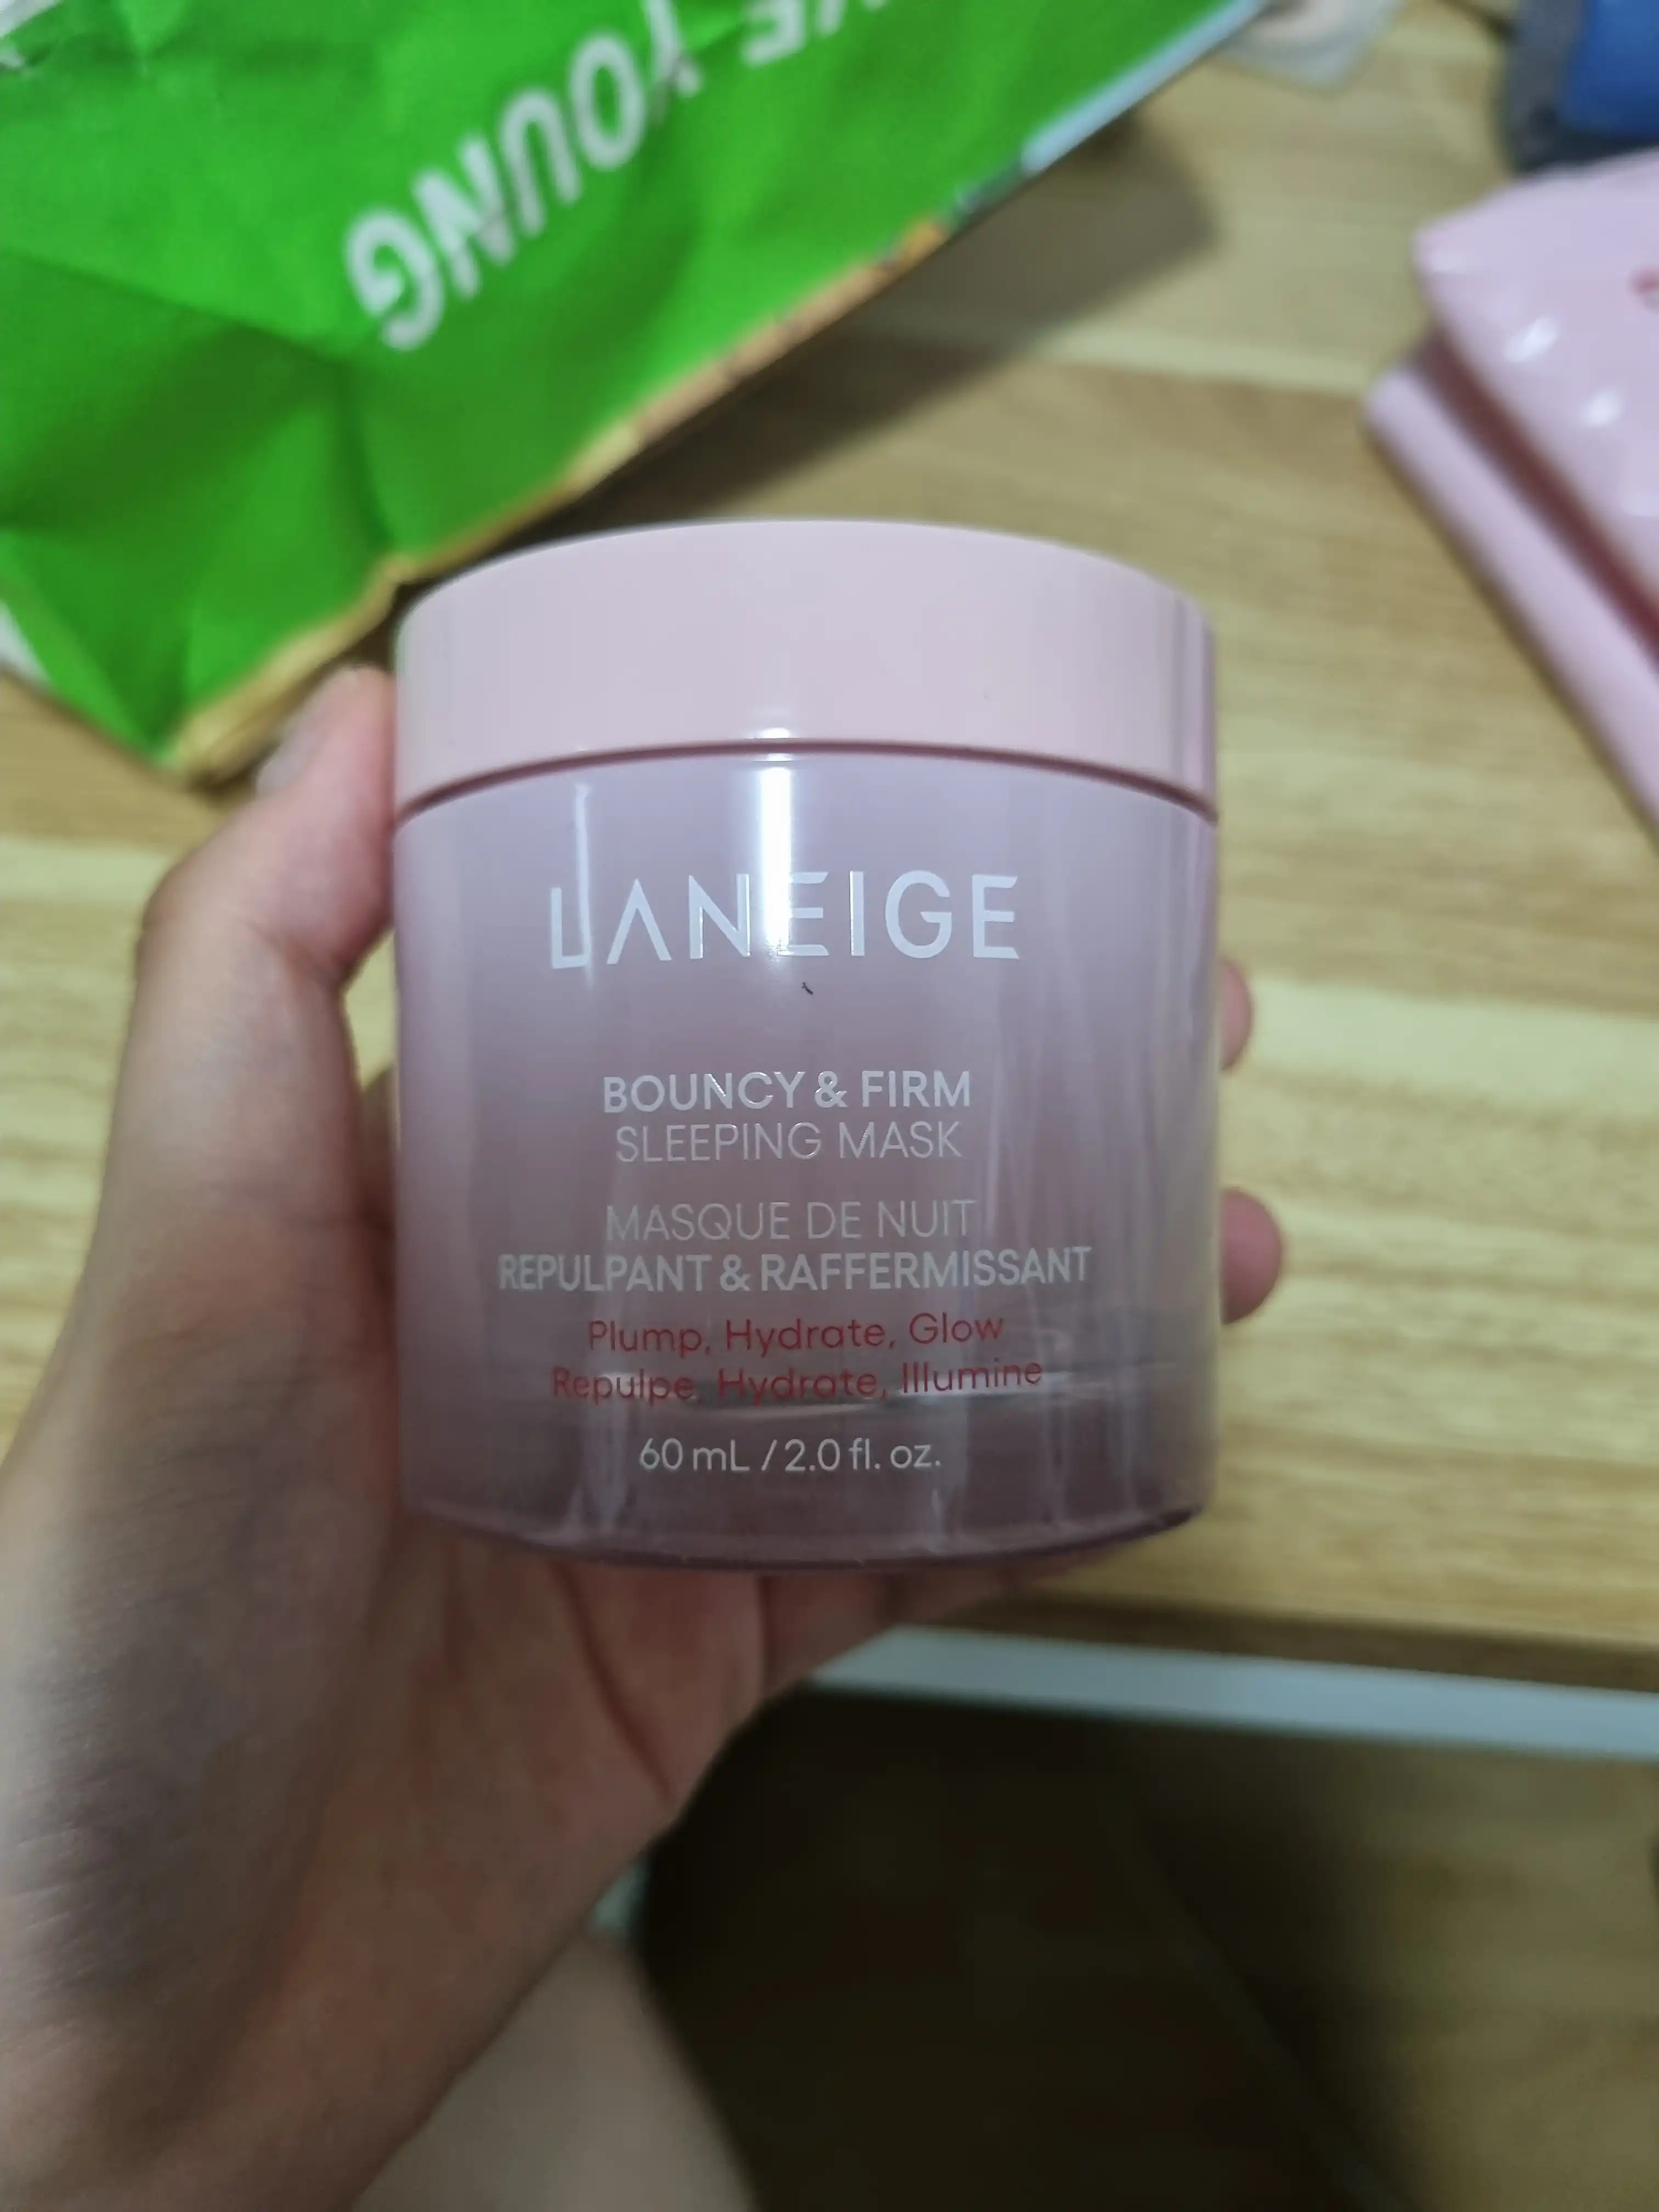 YOUNG
LANEIGE
BOUNCY & FIRM
SLEEPING MASK
MASQUE DE NUIT
REPULPANT & RAFFERMISSANT
Plump, Hydrate, Glow
Repulpe, Hydrate, Illumine
60 mL / 2.0 fl. oz.